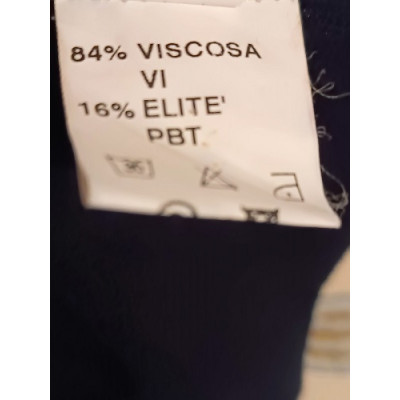 84% VISCOSA
VI
16% ELITE'
PBT